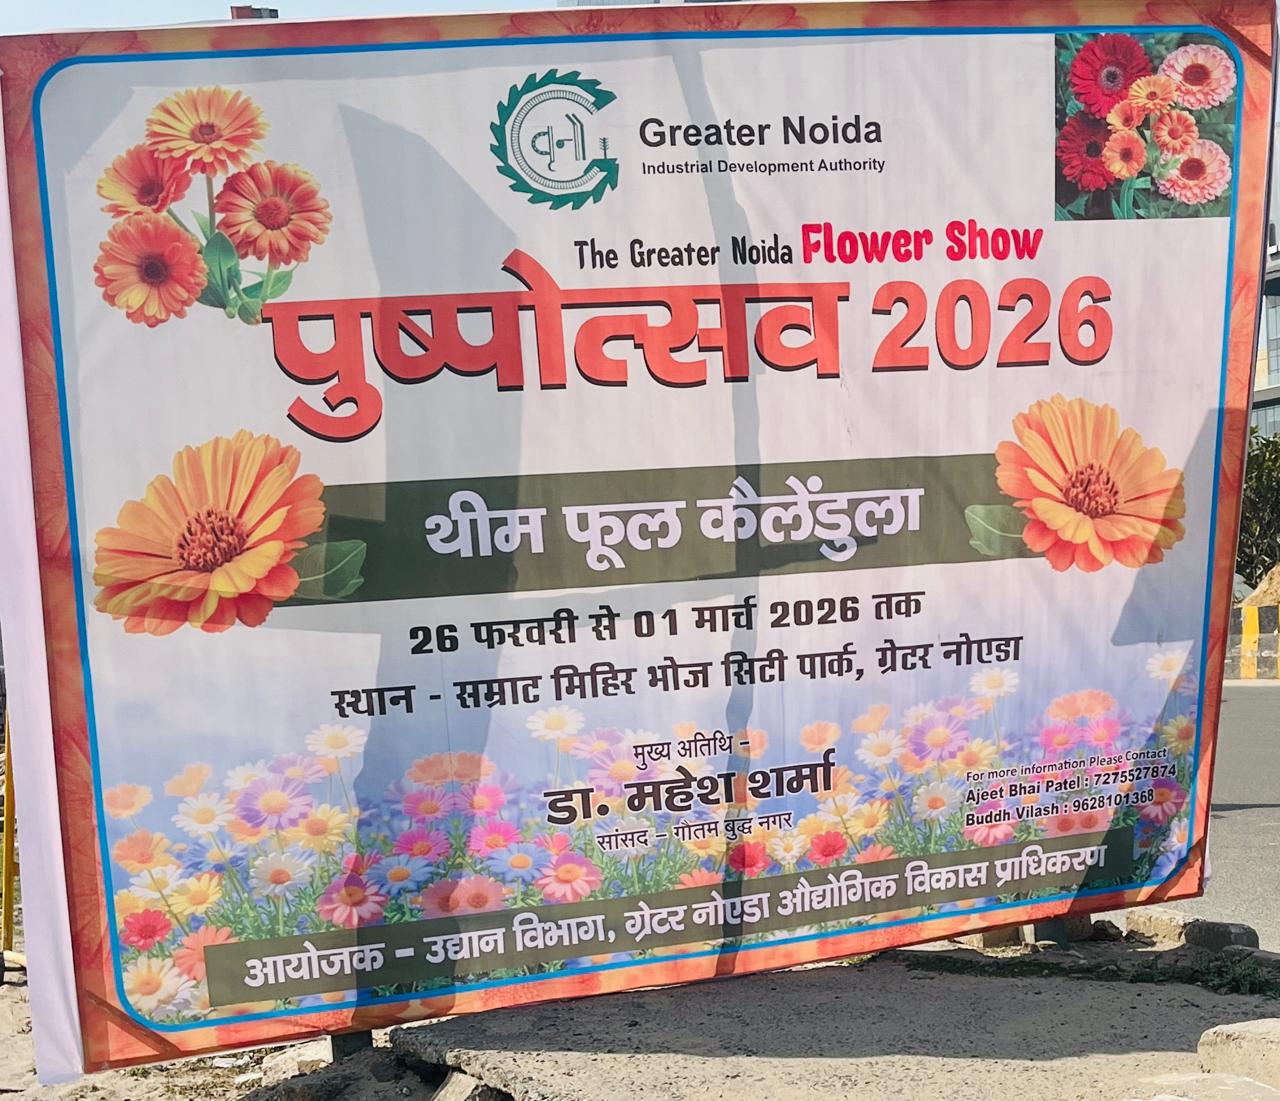 Greater Noida
Industrial Development Authority
The Greater Noida Flower Show
पुष्पोत्सव 2026
थीम फूल कैलेंडुला
26 फरवरी से 01 मार्च 2026 तक
स्थान - सम्राट मिहिर भोज सिटी पार्क, ग्रेटर नोएडा
मुख्य अतिथि -
डा. महेश शर्मा
सांसद - गौतम बुद्ध नगर
For more information Please Contact
Ajeet Bhai Patel : 7275527874
Buddh Vilash : 9628101368
आयोजक - उद्यान विभाग, ग्रेटर नोएडा औद्योगिक विकास प्राधिकरण